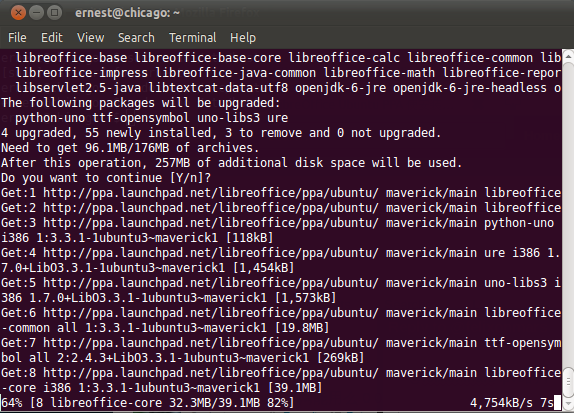 ernest@chicago: ~
File Edit View Search Terminal Help
libreoffice-base libreoffice-base-core libreoffice-calc libreoffice-common lib
libreoffice-impress libreoffice-java-common libreoffice-math libreoffice-repor
libservlet2.5-java libtextcat-data-utf8 openjdk-6-jre openjdk-6-jre-headless o
The following packages will be upgraded:
python-uno ttf-opensymbol uno-libs3 ure
4 upgraded, 55 newly installed, 3 to remove and 0 not upgraded.
Need to get 96.1MB/176MB of archives.
After this operation, 257MB of additional disk space will be used.
Do you want to continue [Y/n]?
Get:1 http://ppa.launchpad.net/libreoffice/ppa/ubuntu/ maverick/main libreoffice
Get:2 http://ppa.launchpad.net/libreoffice/ppa/ubuntu/ maverick/main libreoffice
Get:3 http://ppa.launchpad.net/libreoffice/ppa/ubuntu/ maverick/main python-uno
i386 1:3.3.1-1ubuntu3~maverick1 [118kB]
Get:4 http://ppa.launchpad.net/libreoffice/ppa/ubuntu/ maverick/main ure i386 1.
7.0+LibO3.3.1-1ubuntu3~maverick1 [1,454kB]
Get:5 http://ppa.launchpad.net/libreoffice/ppa/ubuntu/ maverick/main uno-libs3 i
386 1.7.0+LibO3.3.1-1ubuntu3~maverick1 [1,573kB]
Get:6 http://ppa.launchpad.net/libreoffice/ppa/ubuntu/ maverick/main libreoffice
-common all 1:3.3.1-1ubuntu3~maverick1 [19.8MB]
Get:7 http://ppa.launchpad.net/libreoffice/ppa/ubuntu/ maverick/main ttf-opensym
bol all 2:2.4.3+LibO3.3.1-1ubuntu3~maverick1 [269kB]
Get:8 http://ppa.launchpad.net/libreoffice/ppa/ubuntu/ maverick/main libreoffice
-core i386 1:3.3.1-1ubuntu3~maverick1 [39.1MB]
64% [8 libreoffice-core 32.3MB/39.1MB 82%] 4,754kB/s 7s